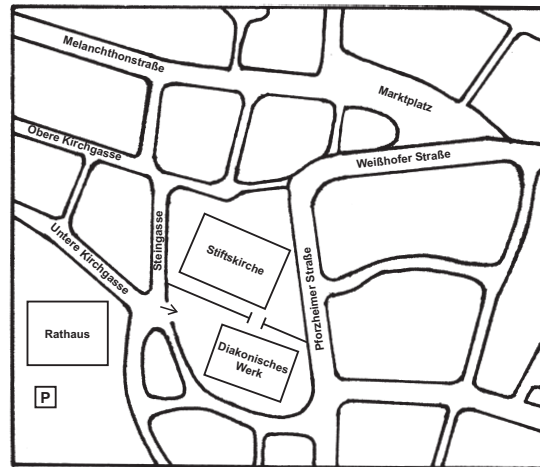 Melanchthonstraße
Marktplatz
Obere Kirchgasse
Weißhofer Straße
Steingasse
Untere Kirchgasse
Stiftskirche
Pforzheimer Straße
Rathaus
Diakonisches
Werk
P